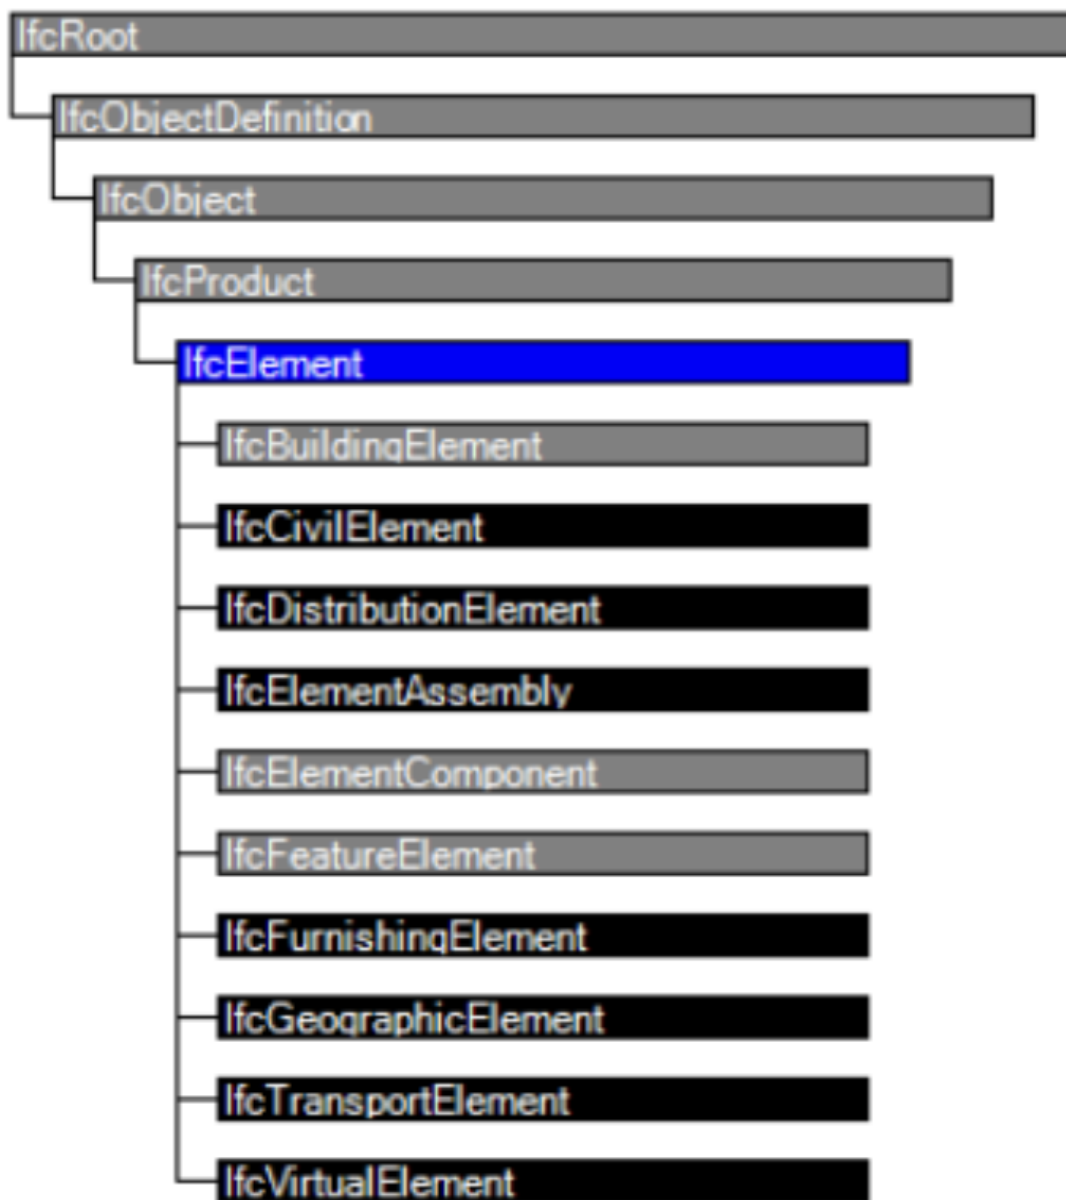 IfcRoot
IfcObjectDefinition
IfcObject
IfcProduct
IfcElement
IfcBuildingElement
IfcCivilElement
IfcDistributionElement
IfcElementAssembly
IfcElementComponent
IfcFeatureElement
IfcFurnishingElement
IfcGeographicElement
IfcTransportElement
IfcVirtualElement